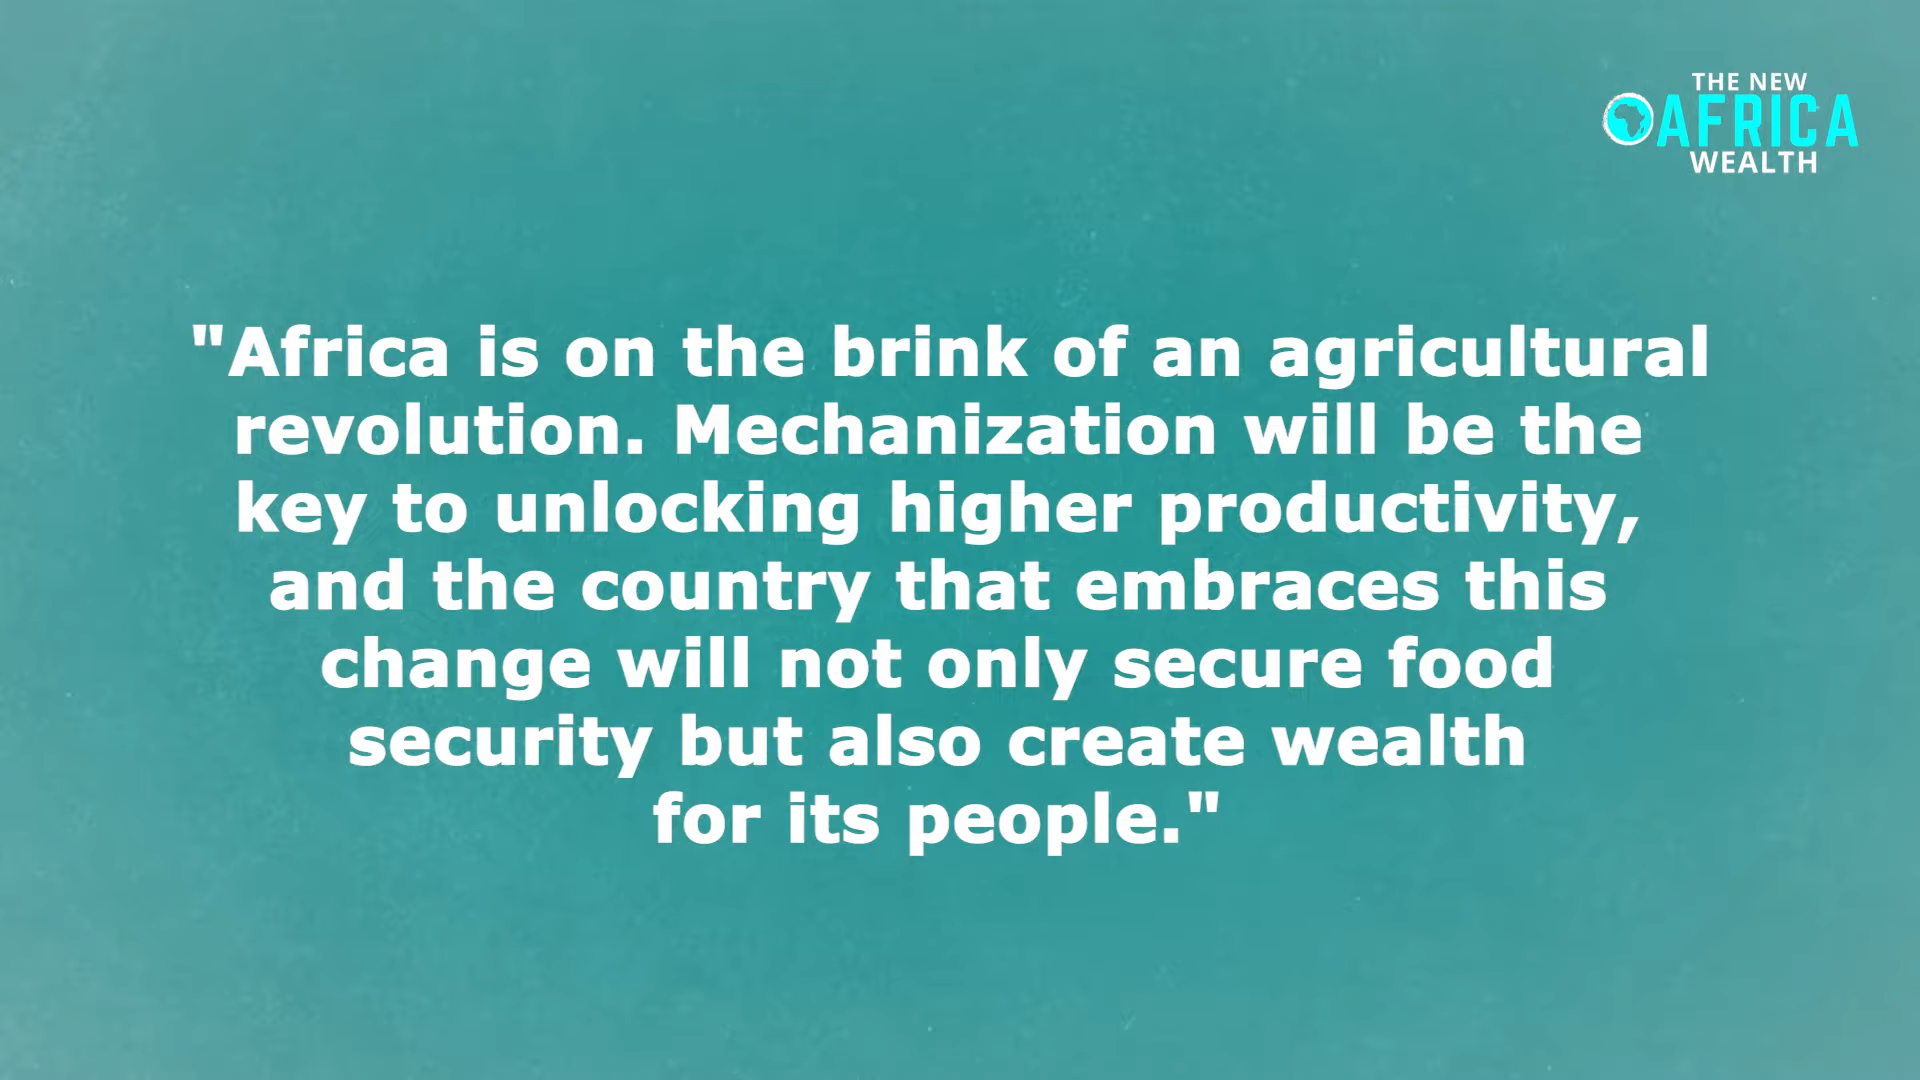 THE NEW
AFRICA
WEALTH
"Africa is on the brink of an agricultural
revolution. Mechanization will be the
key to unlocking higher productivity,
and the country that embraces this
change will not only secure food
security but also create wealth
for its people."